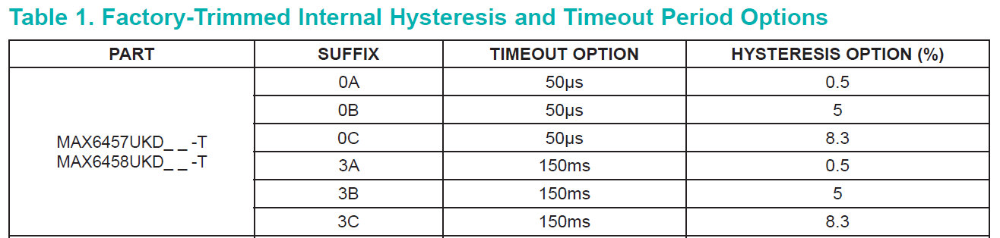 Table 1. Factory-Trimmed Internal Hysteresis and Timeout Period Options
PART SUFFIX TIMEOUT OPTION HYSTERESIS OPTION (%)
MAX6457UKD_ _ -T
MAX6458UKD_ _ -T
0A 50µs 0.5
0B 50µs 5
0C 50µs 8.3
3A 150ms 0.5
3B 150ms 5
3C 150ms 8.3